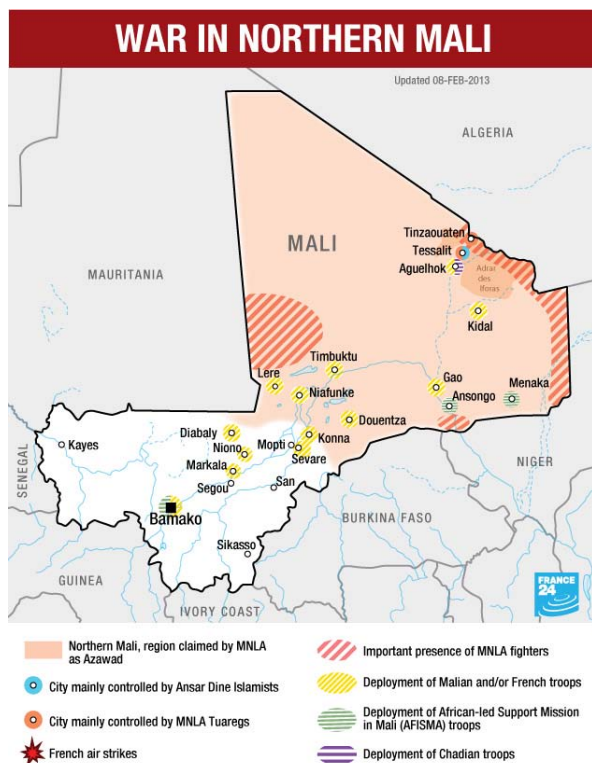 WAR IN NORTHERN MALI
Updated 08-FEB-2013
ALGERIA
Tinzaouaten
MALI
Tessalit
Aguelhok
Adrar
des
Iforas
MAURITANIA
Kidal
Timbuktu
Lere
Gao
Menaka
Niafunke
Ansongo
Douentza
Diabaly
Konna
Kayes
Niono
Mopti
Sevare
NIGER
SENEGAL
Markala
Segou
San
Bamako
BURKINA FASO
Sikasso
GUINEA
IVORY COAST
FRANCE
24
Northern Mali, region claimed by MNLA
as Azawad
City mainly controlled by Ansar Dine Islamists
City mainly controlled by MNLA Tuaregs
French air strikes
Important presence of MNLA fighters
Deployment of Malian and/or French troops
Deployment of African-led Support Mission
in Mali (AFISMA) troops
Deployment of Chadian troops